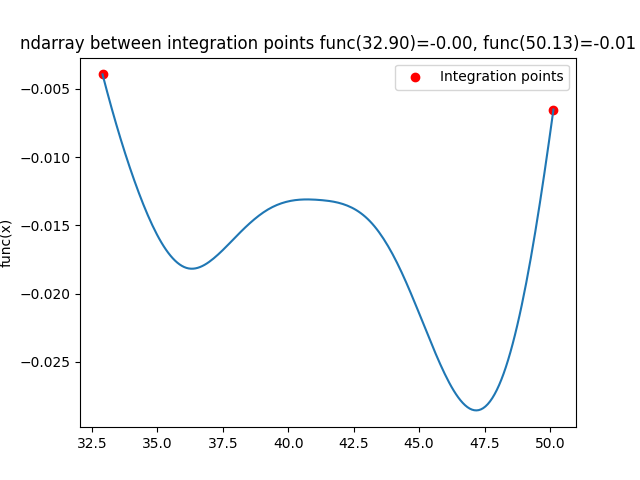 ndarray between integration points func(32.90)=-0.00, func(50.13)=-0.01
Integration points
func(x)
−0.005
−0.010
−0.015
−0.020
−0.025
32.5 35.0 37.5 40.0 42.5 45.0 47.5 50.0